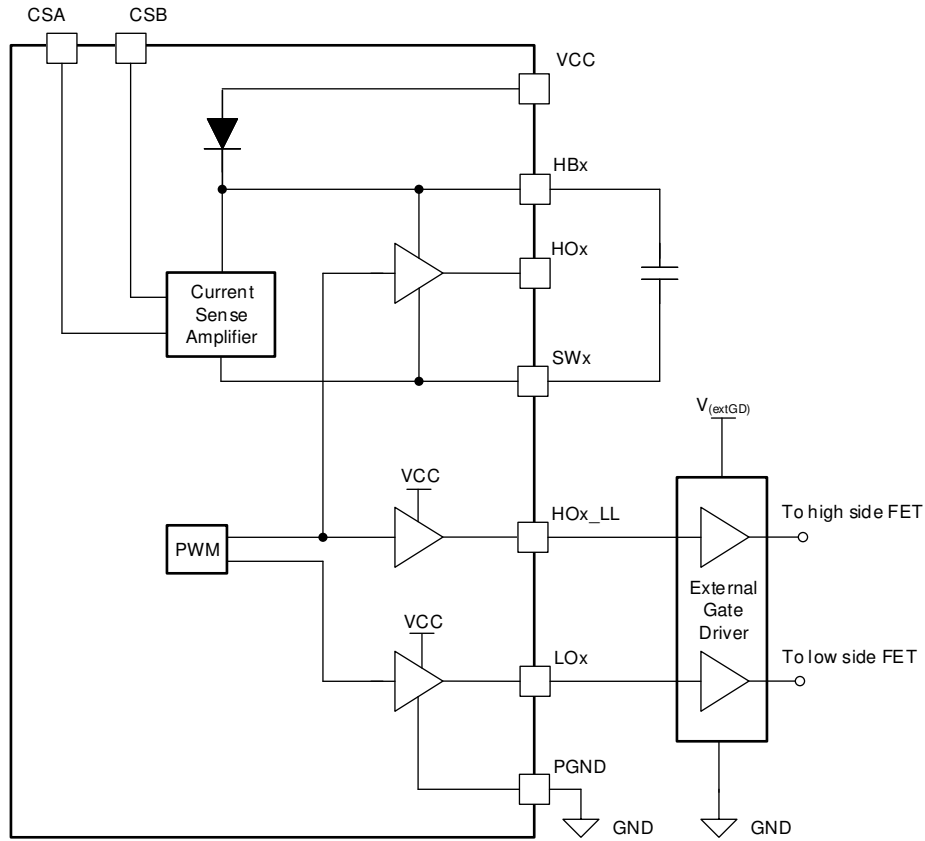 CSA
CSB
VCC
HBx
HOx
Current
Sense
Amplifier
SWx
V(extGD)
VCC
HOx_LL
To high side FET
PWM
External
Gate
Driver
VCC
LOx
To low side FET
PGND
GND
GND